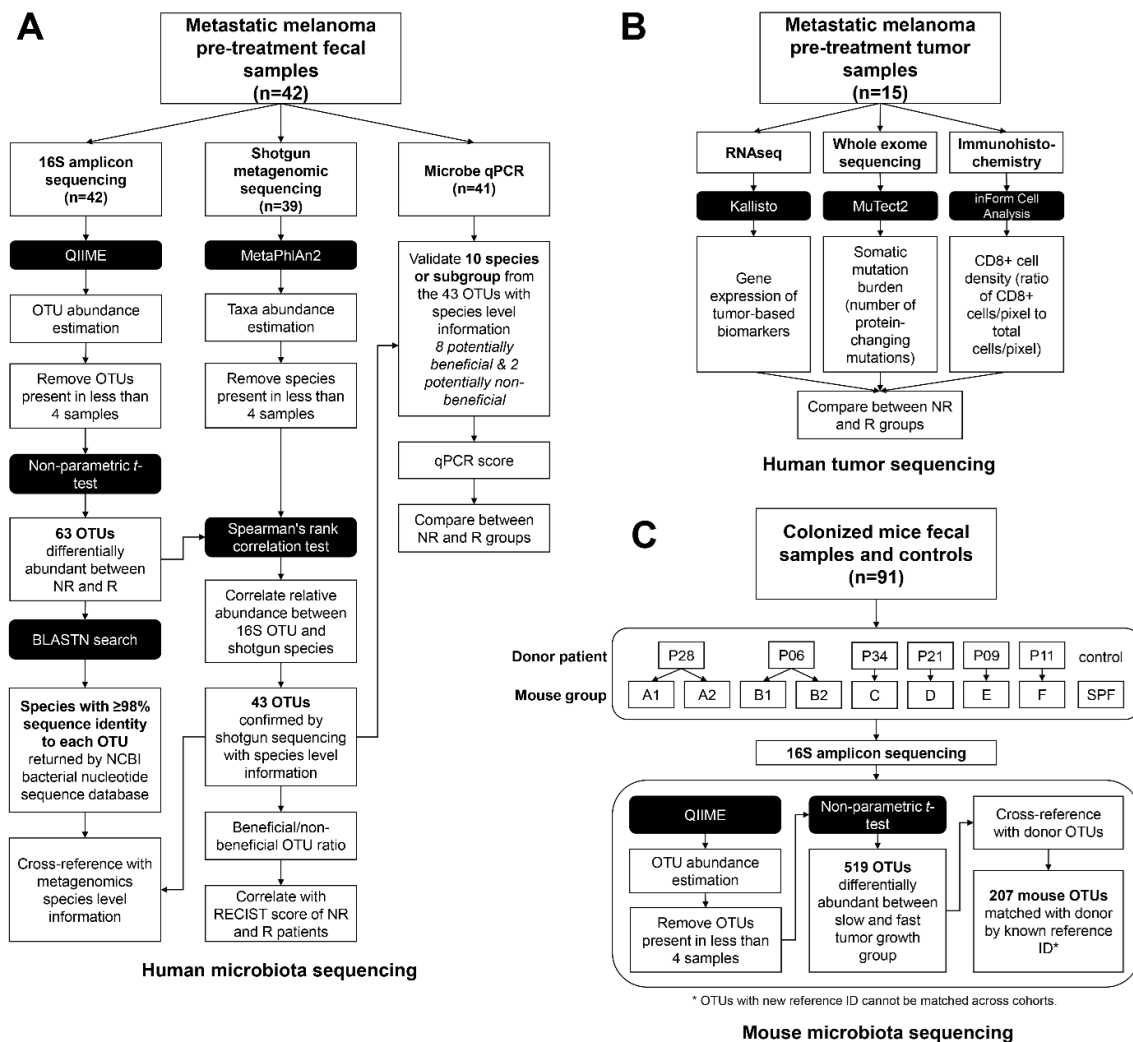 A
Metastatic melanoma
pre-treatment fecal
samples
(n=42)
16S amplicon
sequencing
(n=42)
QIIME
OTU abundance
estimation
Remove OTUs
present in less than
4 samples
Non-parametric t-
test
63 OTUs
differentially
abundant between
NR and R
BLASTN search
Species with ≥98%
sequence identity
to each OTU
returned by NCBI
bacterial nucleotide
sequence database
Cross-reference with
metagenomics
species level
information
Shotgun
metagenomic
sequencing
(n=39)
MetaPhlAn2
Taxa abundance
estimation
Remove species
present in less than
4 samples
Spearman's rank
correlation test
Correlate relative
abundance between
16S OTU and
shotgun species
43 OTUs
confirmed by
shotgun sequencing
with species level
information
Beneficial/non-
beneficial OTU ratio
Correlate with
RECIST score of NR
and R patients
Microbe qPCR
(n=41)
Validate 10 species
or subgroup from
the 43 OTUs with
species level
information
8 potentially
beneficial & 2
potentially non-
beneficial
qPCR score
Compare between
NR and R groups
Human microbiota sequencing
B
Metastatic melanoma
pre-treatment tumor
samples
(n=15)
RNAseq
Kallisto
Gene
expression of
tumor-based
biomarkers
Whole exome
sequencing
MuTect2
Somatic
mutation
burden
(number of
protein-
changing
mutations)
Immunohisto-
chemistry
inForm Cell
Analysis
CD8+ cell
density (ratio
of CD8+
cells/pixel to
total
cells/pixel)
Compare between NR
and R groups
Human tumor sequencing
C
Colonized mice fecal
samples and controls
(n=91)
Donor patient P28 P06 P34 P21 P09 P11 control
Mouse group A1 A2 B1 B2 C D E F SPF
16S amplicon sequencing
QIIME
OTU abundance
estimation
Remove OTUs
present in less than
4 samples
Non-parametric t-
test
519 OTUs
differentially
abundant between
slow and fast
tumor growth
group
Cross-reference
with donor OTUs
207 mouse OTUs
matched with donor
by known reference
ID*
* OTUs with new reference ID cannot be matched across cohorts.
Mouse microbiota sequencing